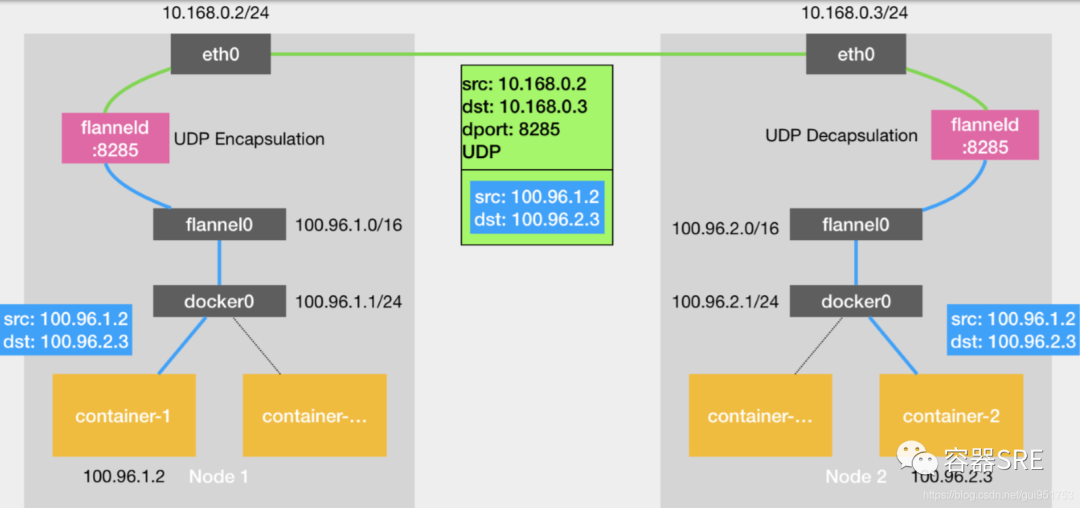 10.168.0.2/24
10.168.0.3/24
eth0
eth0
src: 10.168.0.2
dst: 10.168.0.3
dport: 8285
UDP
flanneld
:8285
UDP Encapsulation
UDP Decapsulation
flanneld
:8285
src: 100.96.1.2
dst: 100.96.2.3
flannel0
100.96.1.0/16
100.96.2.0/16
flannel0
docker0
100.96.1.1/24
100.96.2.1/24
docker0
src: 100.96.1.2
dst: 100.96.2.3
src: 100.96.1.2
dst: 100.96.2.3
container-1
container-...
container-...
container-2
容器SRE
100.96.1.2
Node 1
Node 2
100.96.2.3